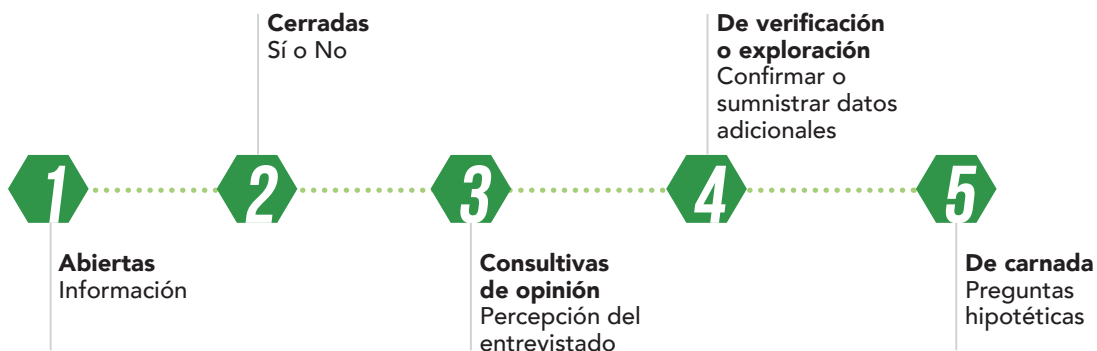 1
Abiertas
Información
2
Cerradas
Sí o No
3
Consultivas
de opinión
Percepción del
entrevistado
4
De verificación
o exploración
Confirmar o
sumnistrar datos
adicionales
5
De carnada
Preguntas
hipotéticas